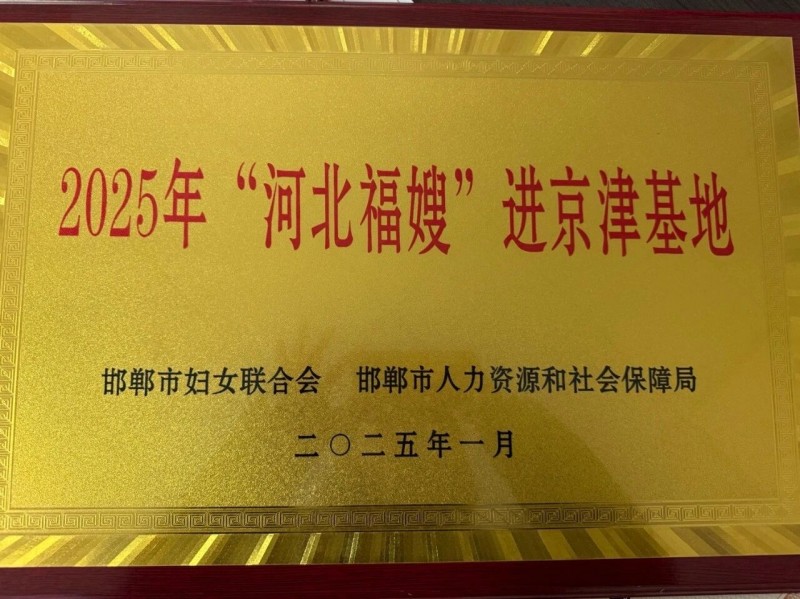 2025年“河北福嫂”进京津基地
邯郸市妇女联合会 邯郸市人力资源和社会保障局
二〇二五年一月